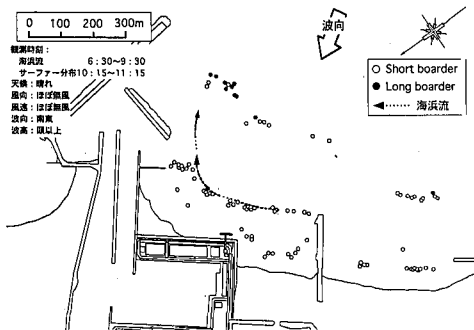 0 100 200 300m
観測時刻:
海浜流 6:30〜9:30
サーファー分布10:15〜11:15
天候:晴れ
風向:ほぼ無風
風速:ほぼ無風
波向:南東
波高:頭以上
波向
Short boarder
Long boarder
海浜流